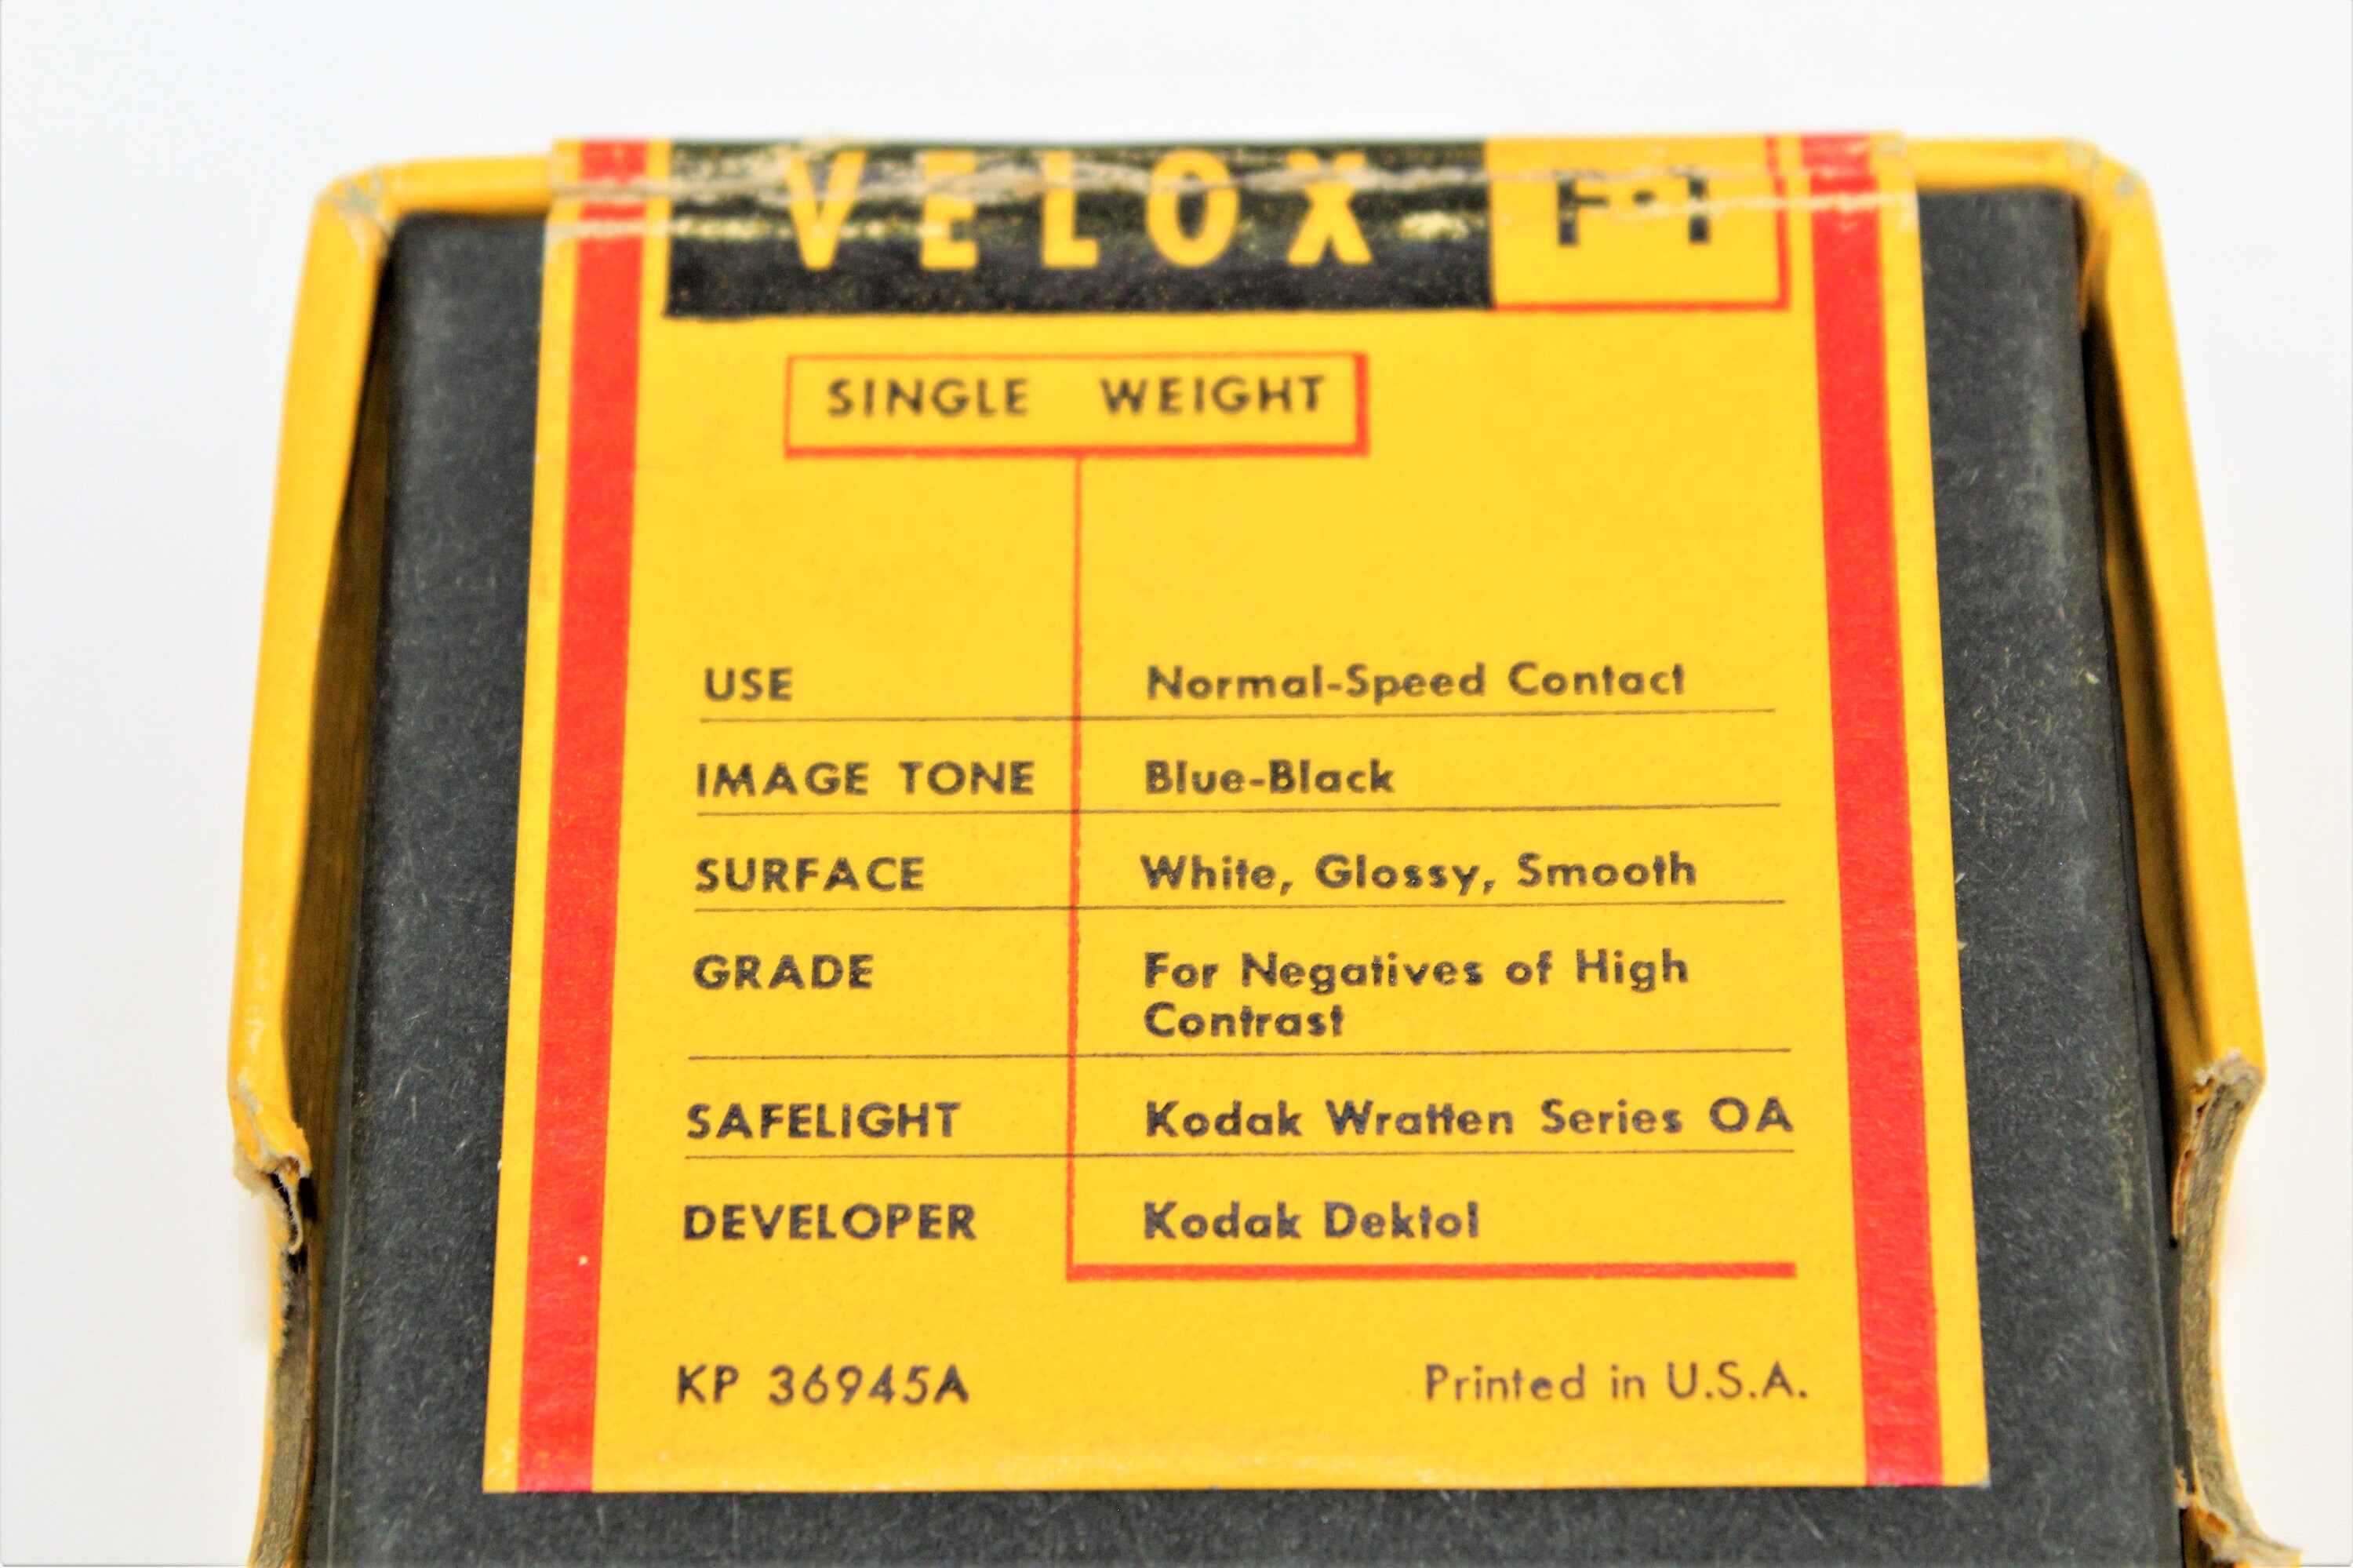 VELOX F-1
SINGLE WEIGHT
USE Normal-Speed Contact
IMAGE TONE Blue-Black
SURFACE White, Glossy, Smooth
GRADE For Negatives of High
Contrast
SAFELIGHT Kodak Wratten Series OA
DEVELOPER Kodak Dektol
KP 36945A Printed in U.S.A.